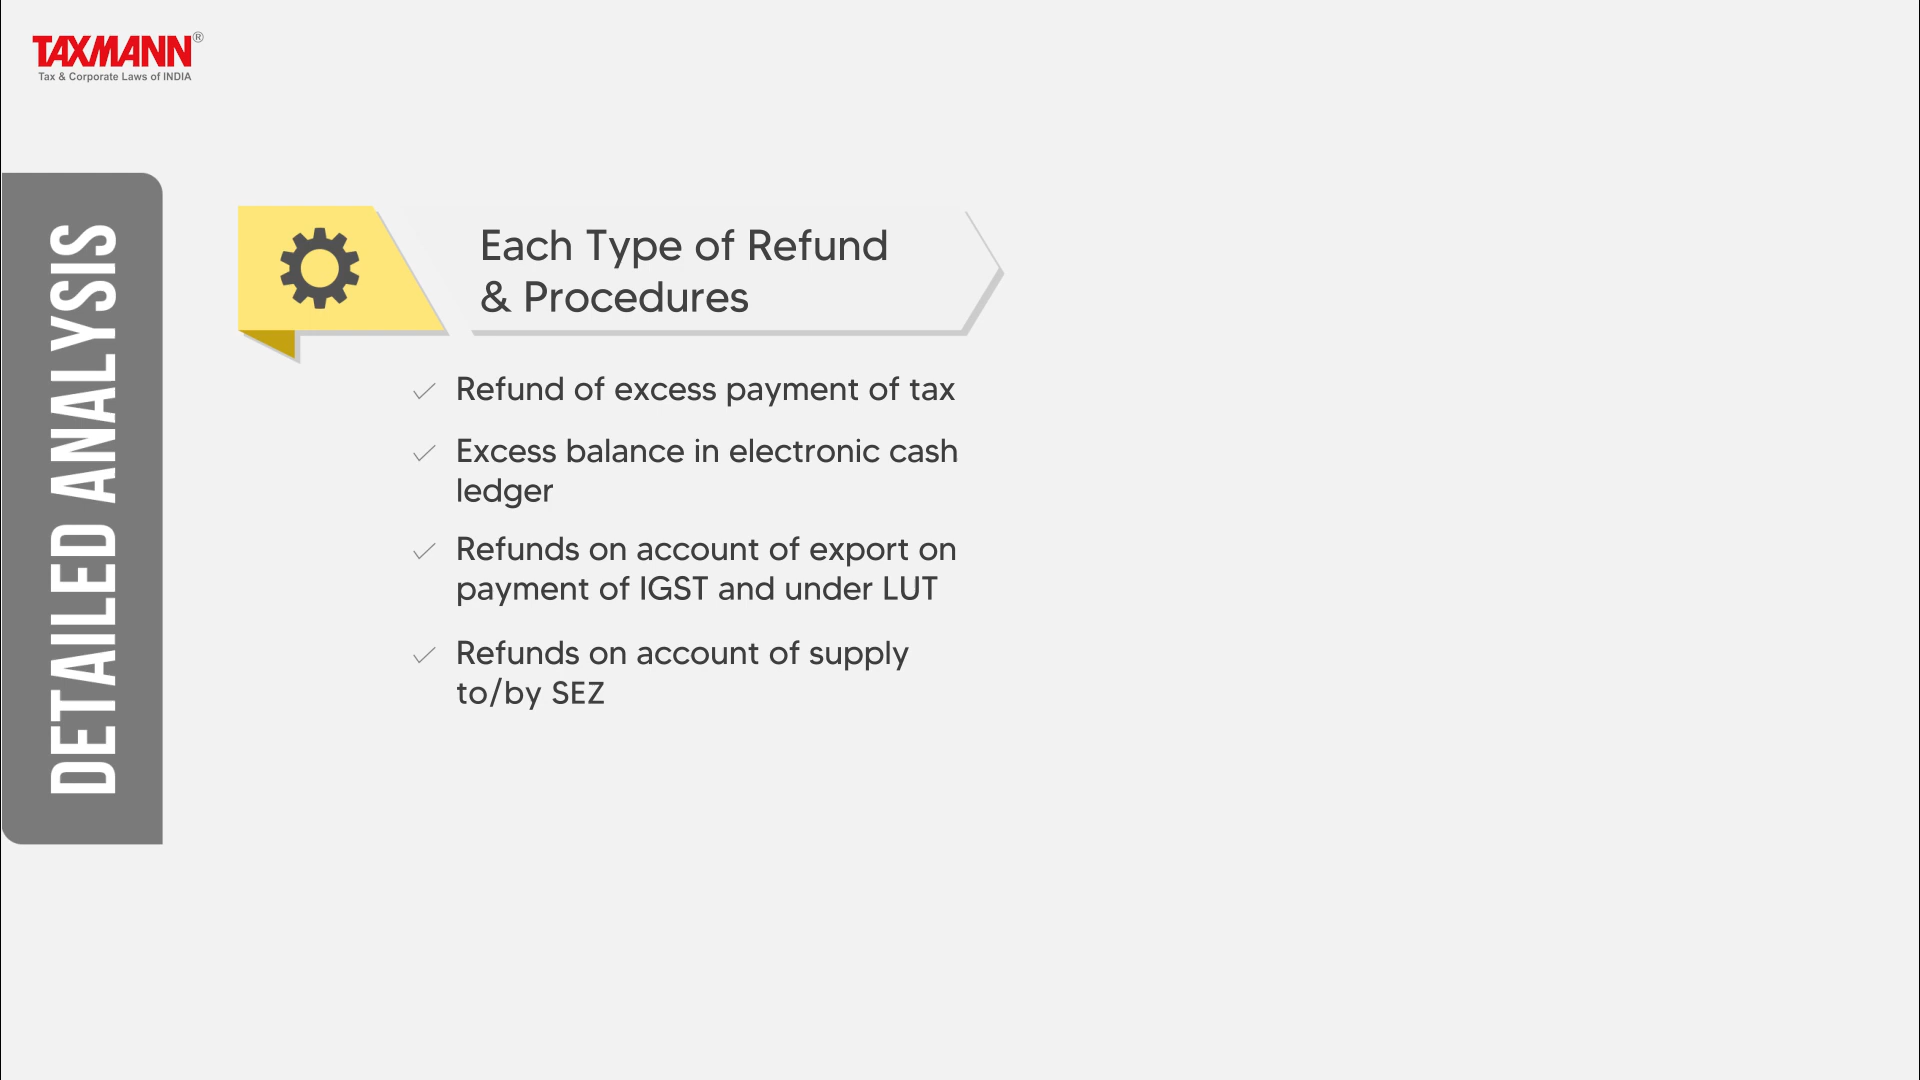 TAXMANN®
Tax & Corporate Laws of INDIA
DETAILED ANALYSIS
Each Type of Refund
& Procedures
Refund of excess payment of tax
Excess balance in electronic cash
ledger
Refunds on account of export on
payment of IGST and under LUT
Refunds on account of supply
to/by SEZ